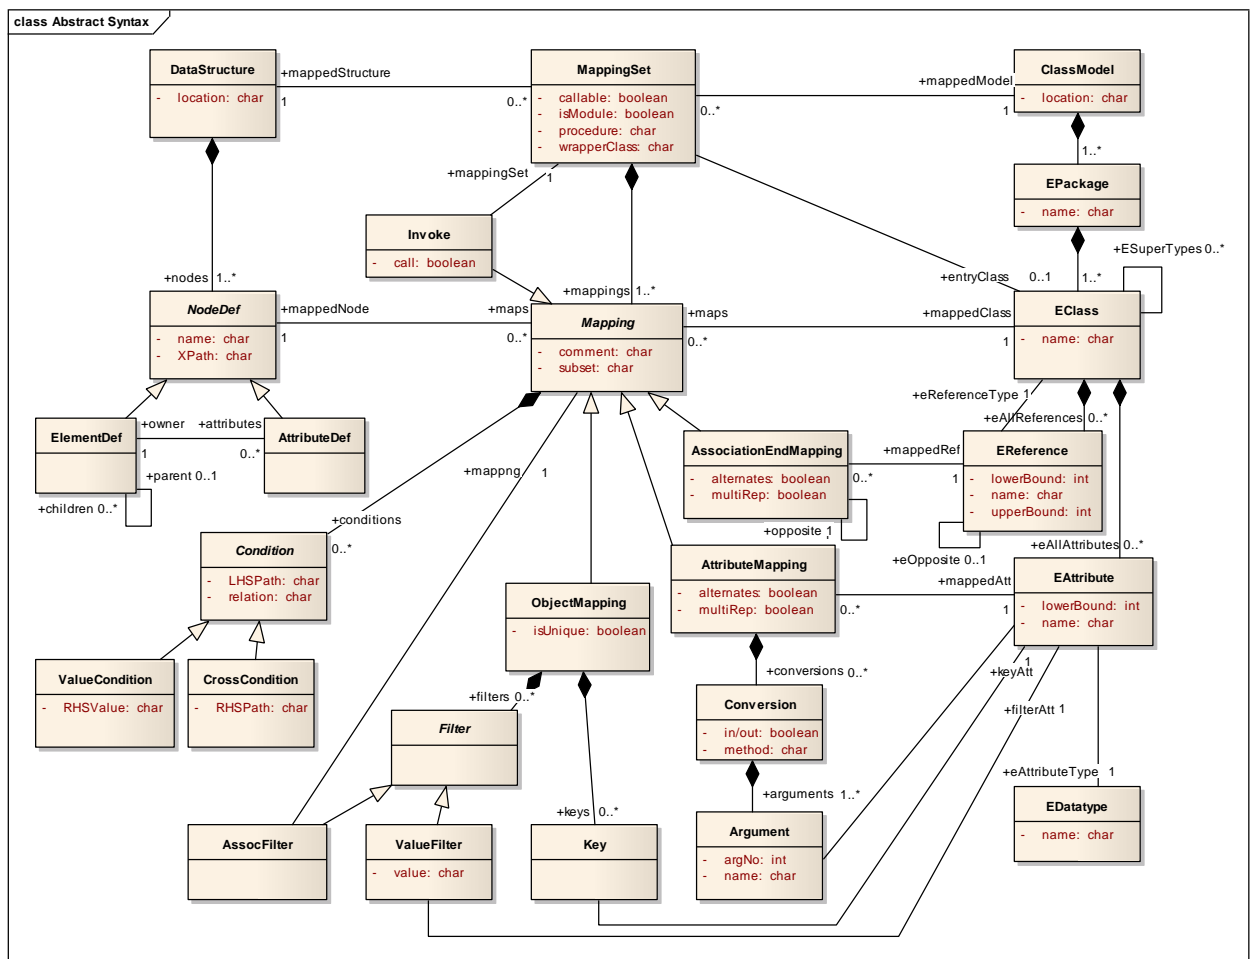 class Abstract Syntax
DataStructure
- location: char
+mappedStructure
1
0..*
MappingSet
- callable: boolean
- isModule: boolean
- procedure: char
- wrapperClass: char
+mappedModel
0..*
1
ClassModel
- location: char
1..*
EPackage
- name: char
+mappingSet
1
Invoke
- call: boolean
+ESuperTypes 0..*
+nodes 1..*
+mappings 1..*
+entryClass 0..1
1..*
NodeDef
- name: char
- XPath: char
+mappedNode
1
+maps
0..*
Mapping
- comment: char
- subset: char
+maps
0..*
+mappedClass
1
EClass
- name: char
+eReferenceType 1
+eAllReferences 0..*
ElementDef
+owner
1
+attributes
0..*
AttributeDef
+parent 0..1
+children 0..*
+mappng 1
AssociationEndMapping
- alternates: boolean
- multiRep: boolean
+mappedRef
0..*
1
EReference
- lowerBound: int
- name: char
- upperBound: int
+opposite 1
+eOpposite 0..1
+eAllAttributes 0..*
+conditions
0..*
Condition
- LHSPath: char
- relation: char
AttributeMapping
- alternates: boolean
- multiRep: boolean
+mappedAtt
0..*
1
EAttribute
- lowerBound: int
- name: char
ObjectMapping
- isUnique: boolean
ValueCondition
- RHSValue: char
CrossCondition
- RHSPath: char
+conversions 0..*
1
+keyAtt
+filterAtt 1
+filters 0..*
Conversion
- in/out: boolean
- method: char
Filter
+arguments 1..*
+eAttributeType 1
+keys 0..*
EDatatype
- name: char
AssocFilter
ValueFilter
- value: char
Key
Argument
- argNo: int
- name: char